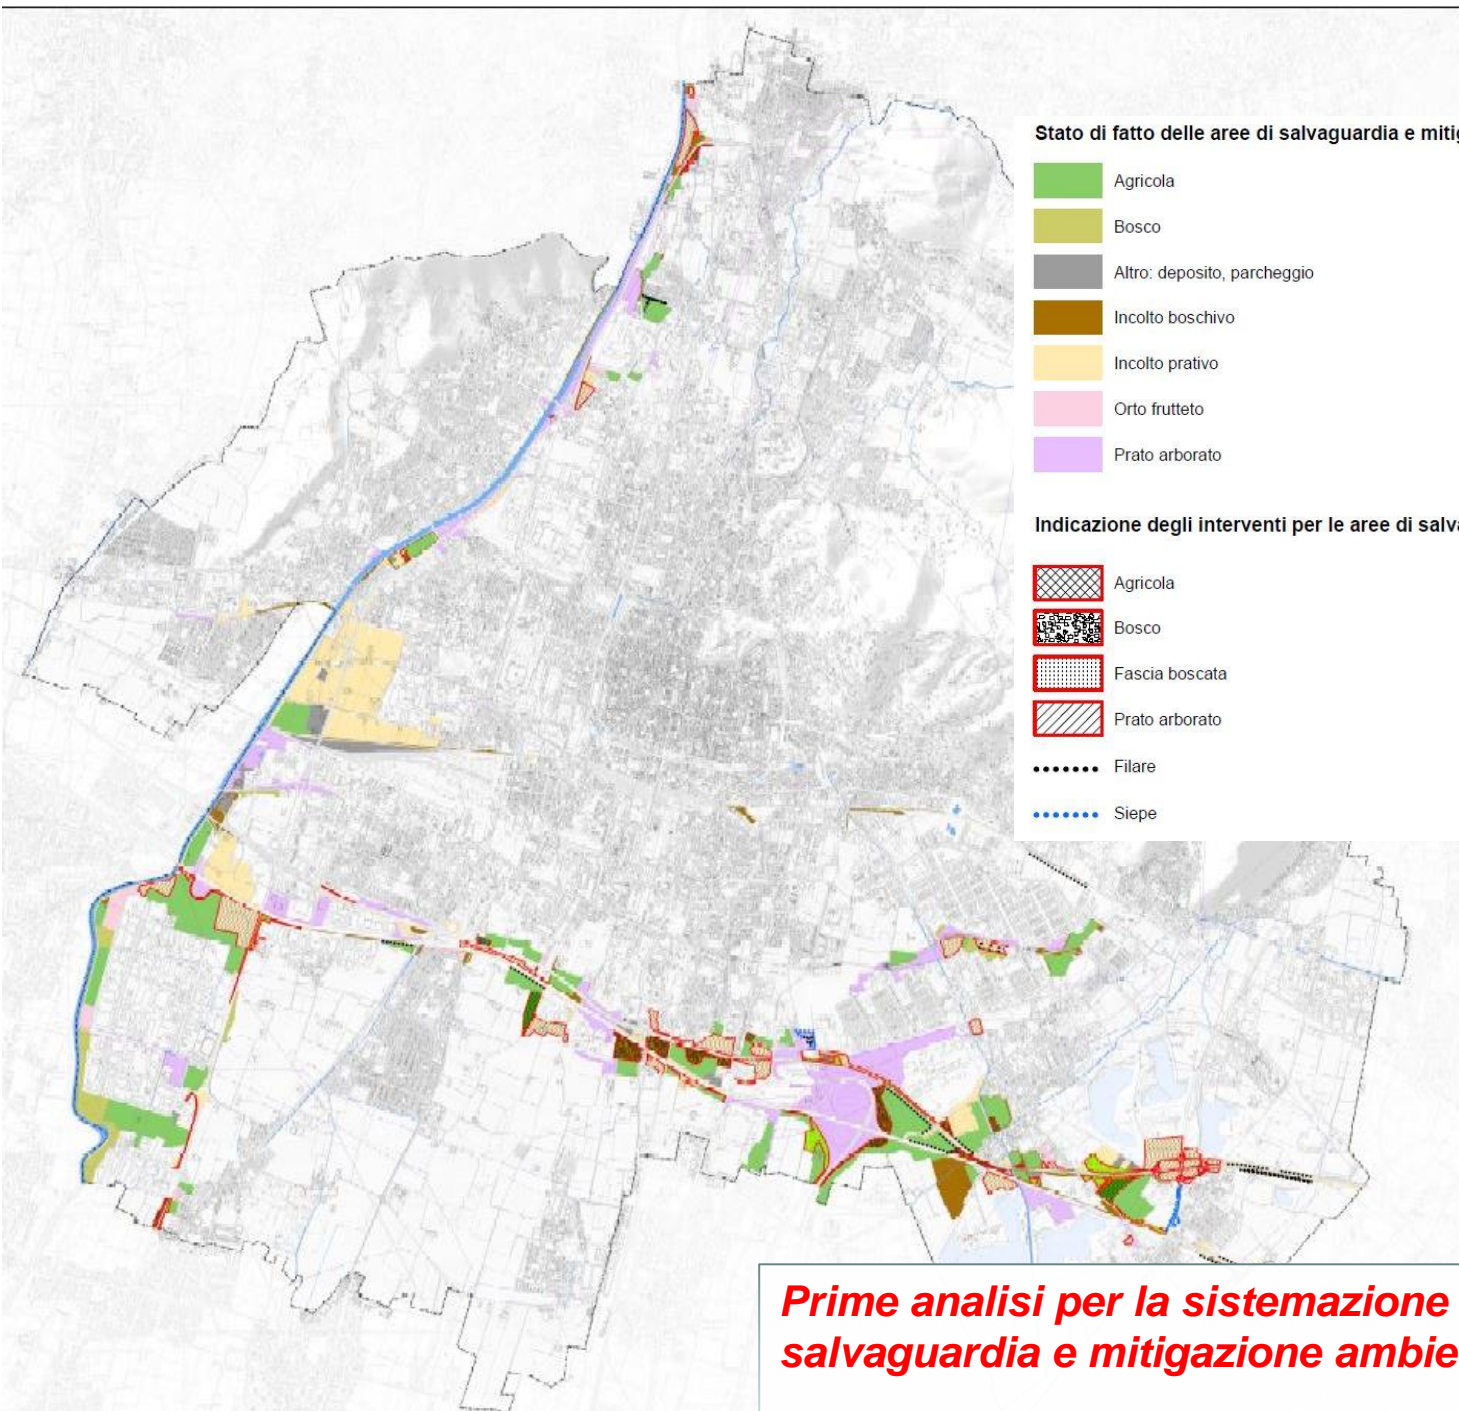 Stato di fatto delle aree di salvaguardia e mitig
Agricola
Bosco
Altro: deposito, parcheggio
Incolto boschivo
Incolto prativo
Orto frutteto
Prato arborato
Indicazione degli interventi per le aree di salva
Agricola
Bosco
Fascia boscata
Prato arborato
Filare
Siepe
Prime analisi per la sistemazione
salvaguardia e mitigazione ambie